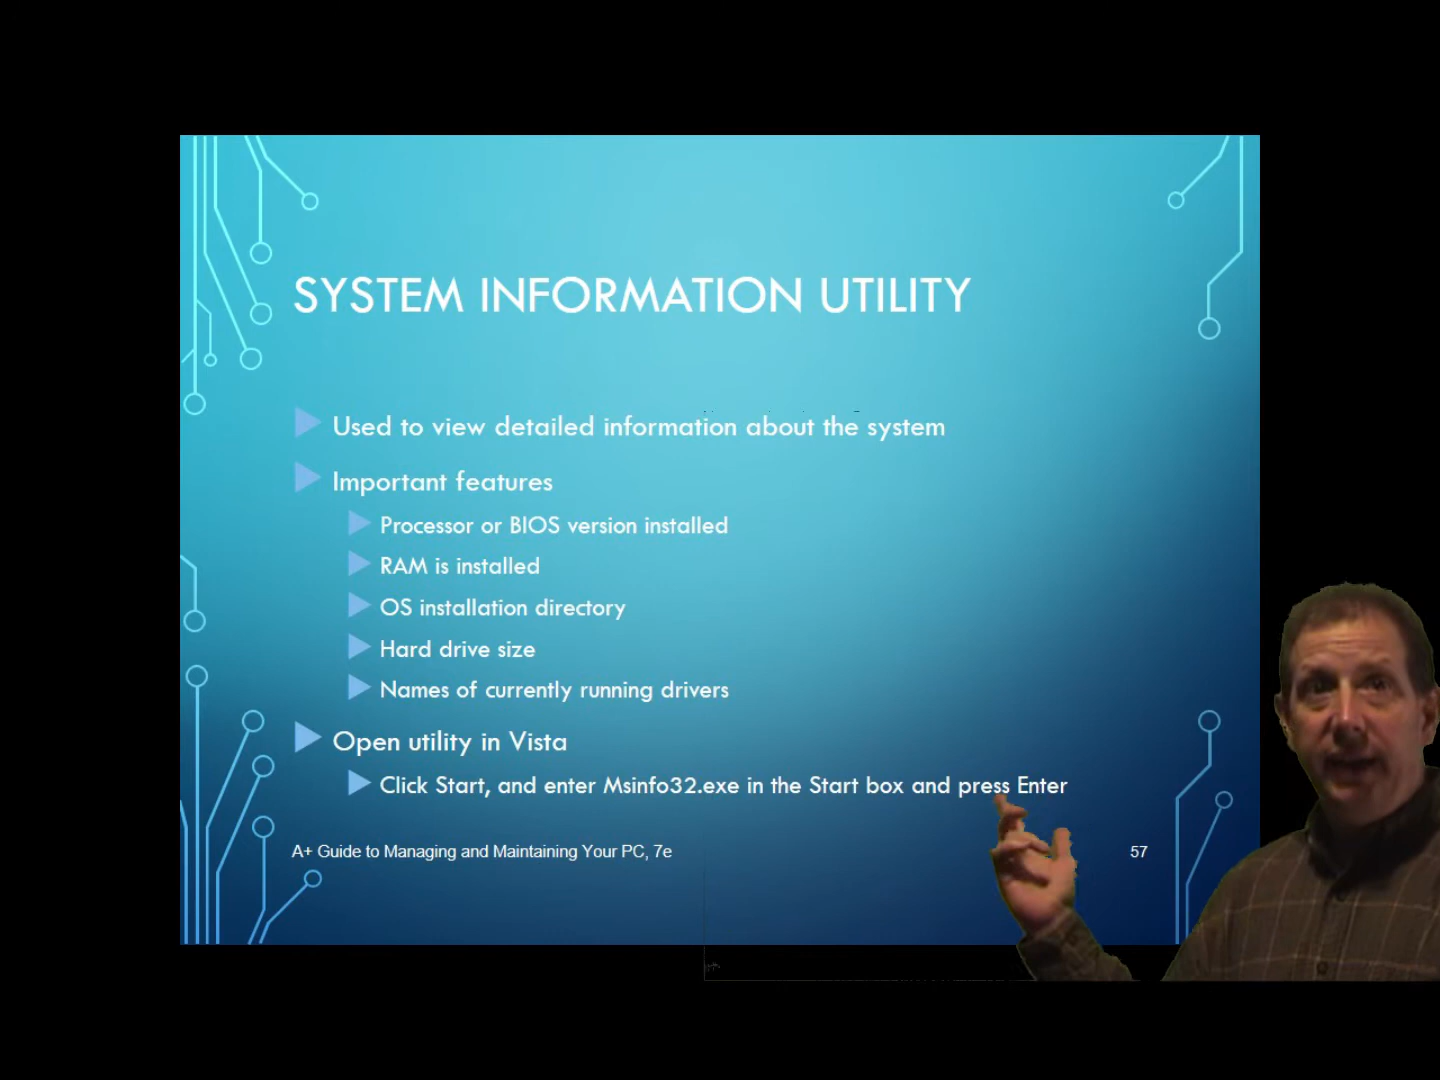 SYSTEM INFORMATION UTILITY
Used to view detailed information about the system
Important features
Processor or BIOS version installed
RAM is installed
OS installation directory
Hard drive size
Names of currently running drivers
Open utility in Vista
Click Start, and enter Msinfo32.exe in the Start box and press Enter
A+ Guide to Managing and Maintaining Your PC, 7e
57